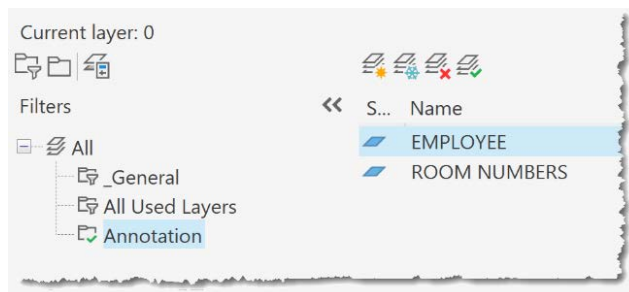 Current layer: 0
Filters
S... Name
All
EMPLOYEE
_General
ROOM NUMBERS
All Used Layers
Annotation